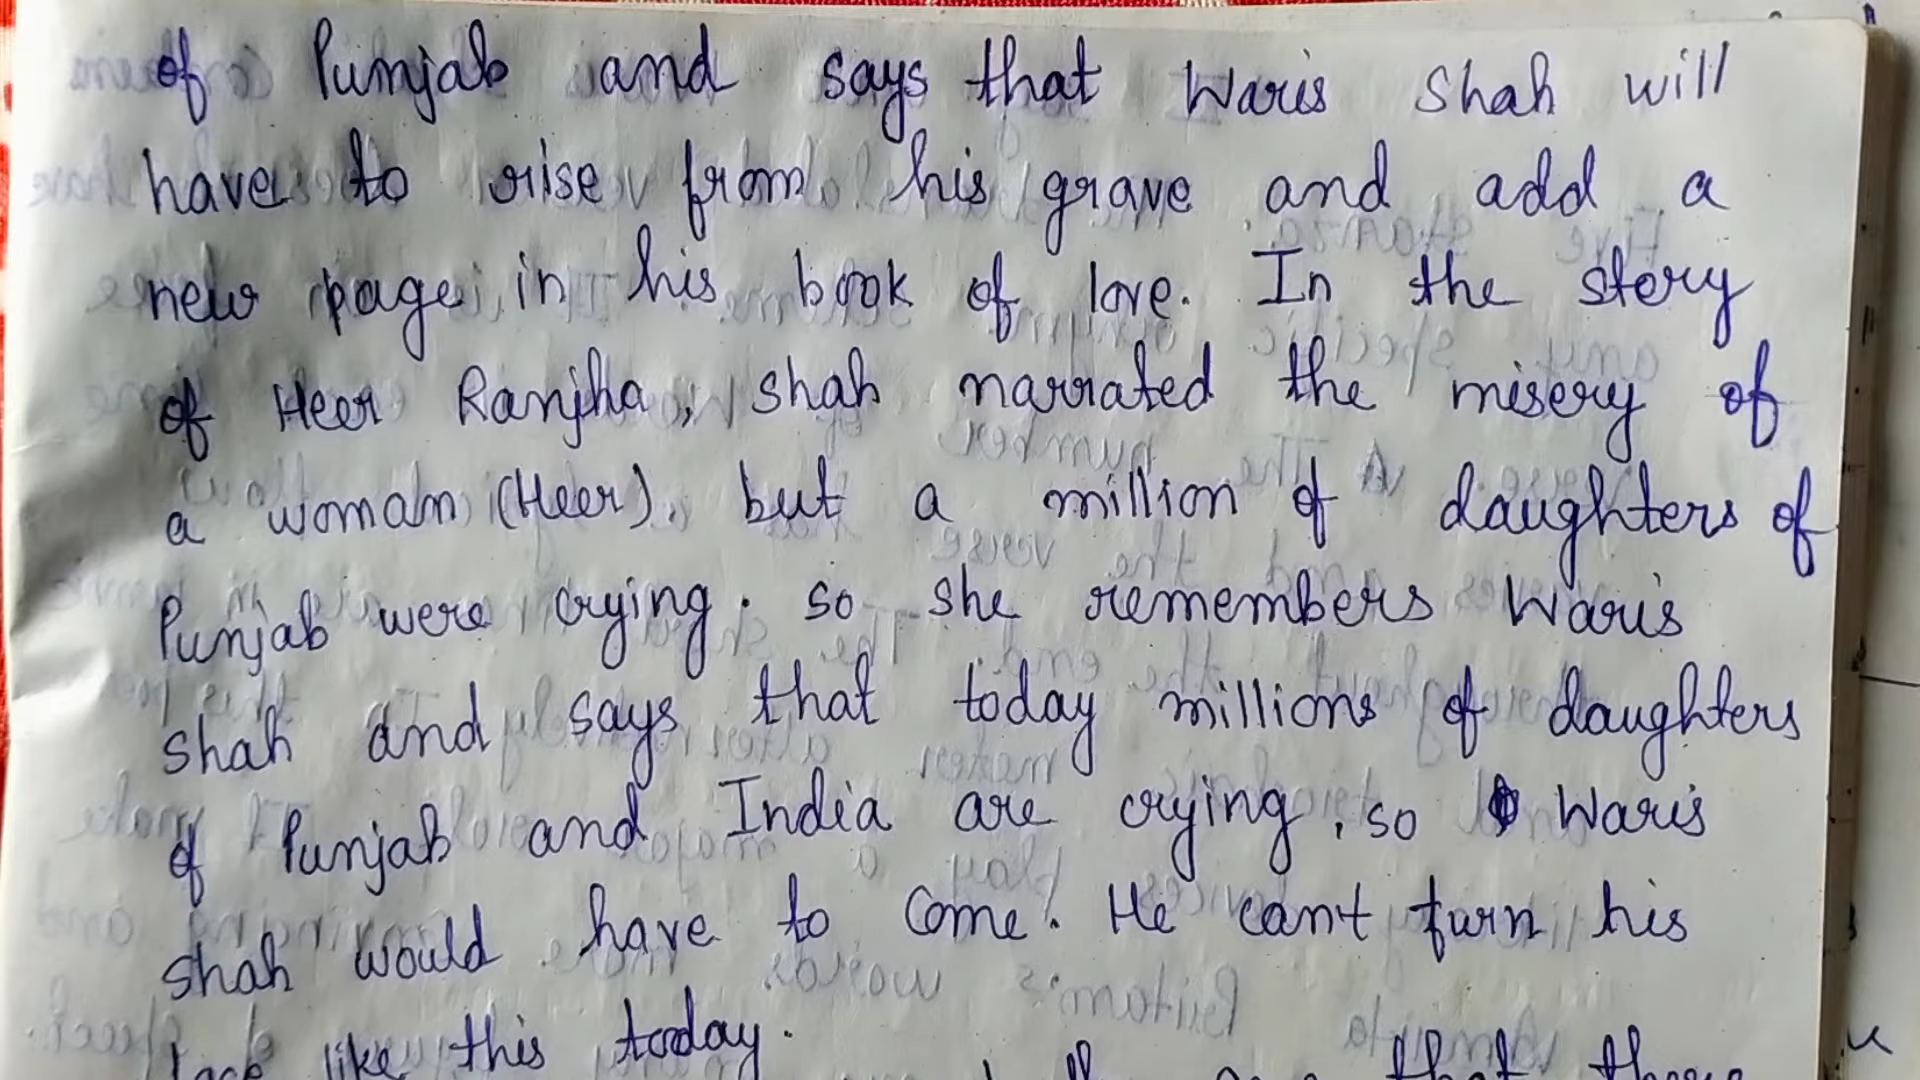 of Punjab and says that Waris Shah will
have to rise from his grave and add a
new page in his book of love. In the story
of Heer Ranjha, Shah narrated the misery of
a woman (Heer), but a million of daughters of
Punjab were crying. so she remembers Waris
shah and says that today millions of daughters
of Punjab and India are crying, so Waris
shah would have to come. He can't turn his
face like this today.
that there